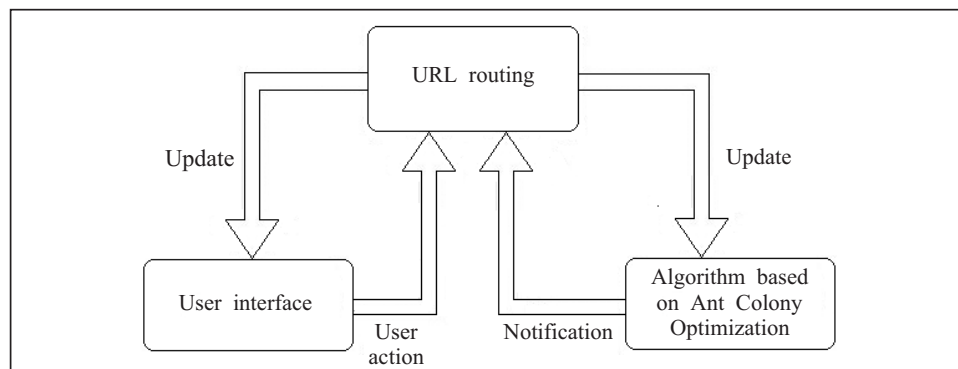 URL routing
Update
Update
User interface
Algorithm based
on Ant Colony
Optimization
User
action
Notification